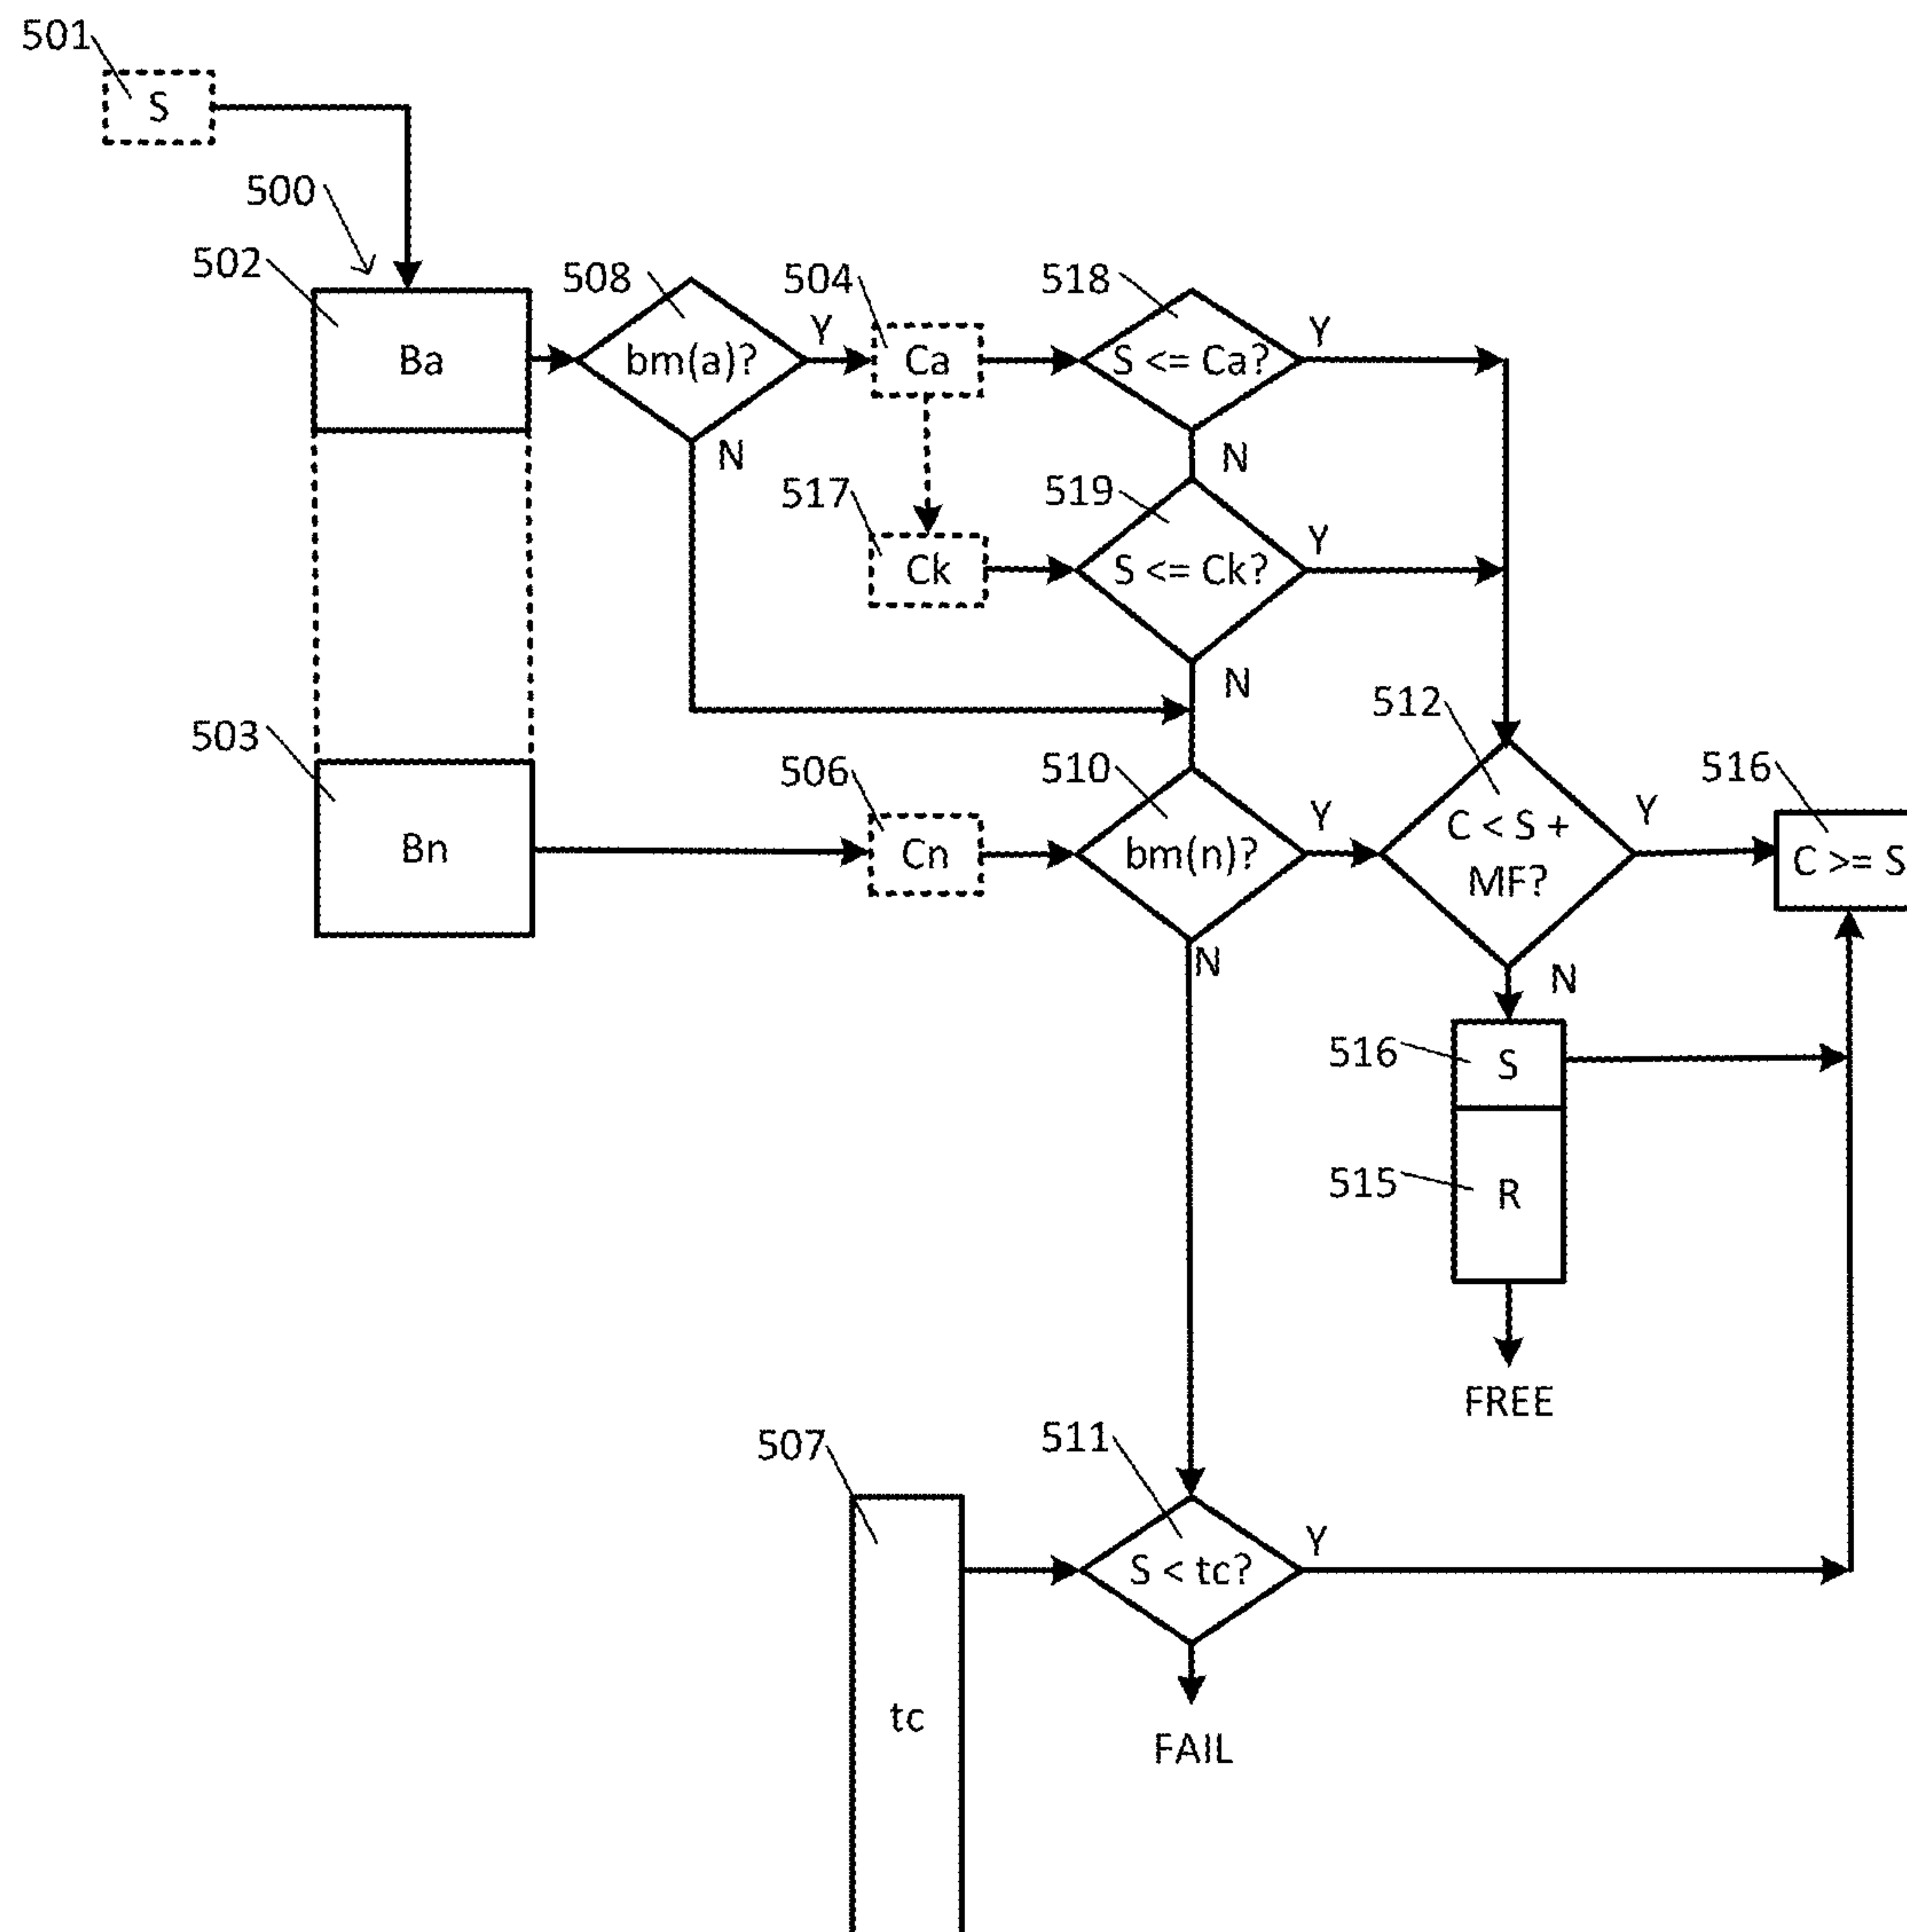 501
S
500
502
508
504
518
Ba
bm(a)?
Y
Ca
S <= Ca?
Y
N
N
517
519
Ck
S <= Ck?
Y
N
512
503
506
510
516
Bn
Cn
bm(n)?
Y
C < S +
MF?
Y
C >= S
N
N
516
S
515
R
FREE
507
511
S < tc?
Y
tc
FAIL